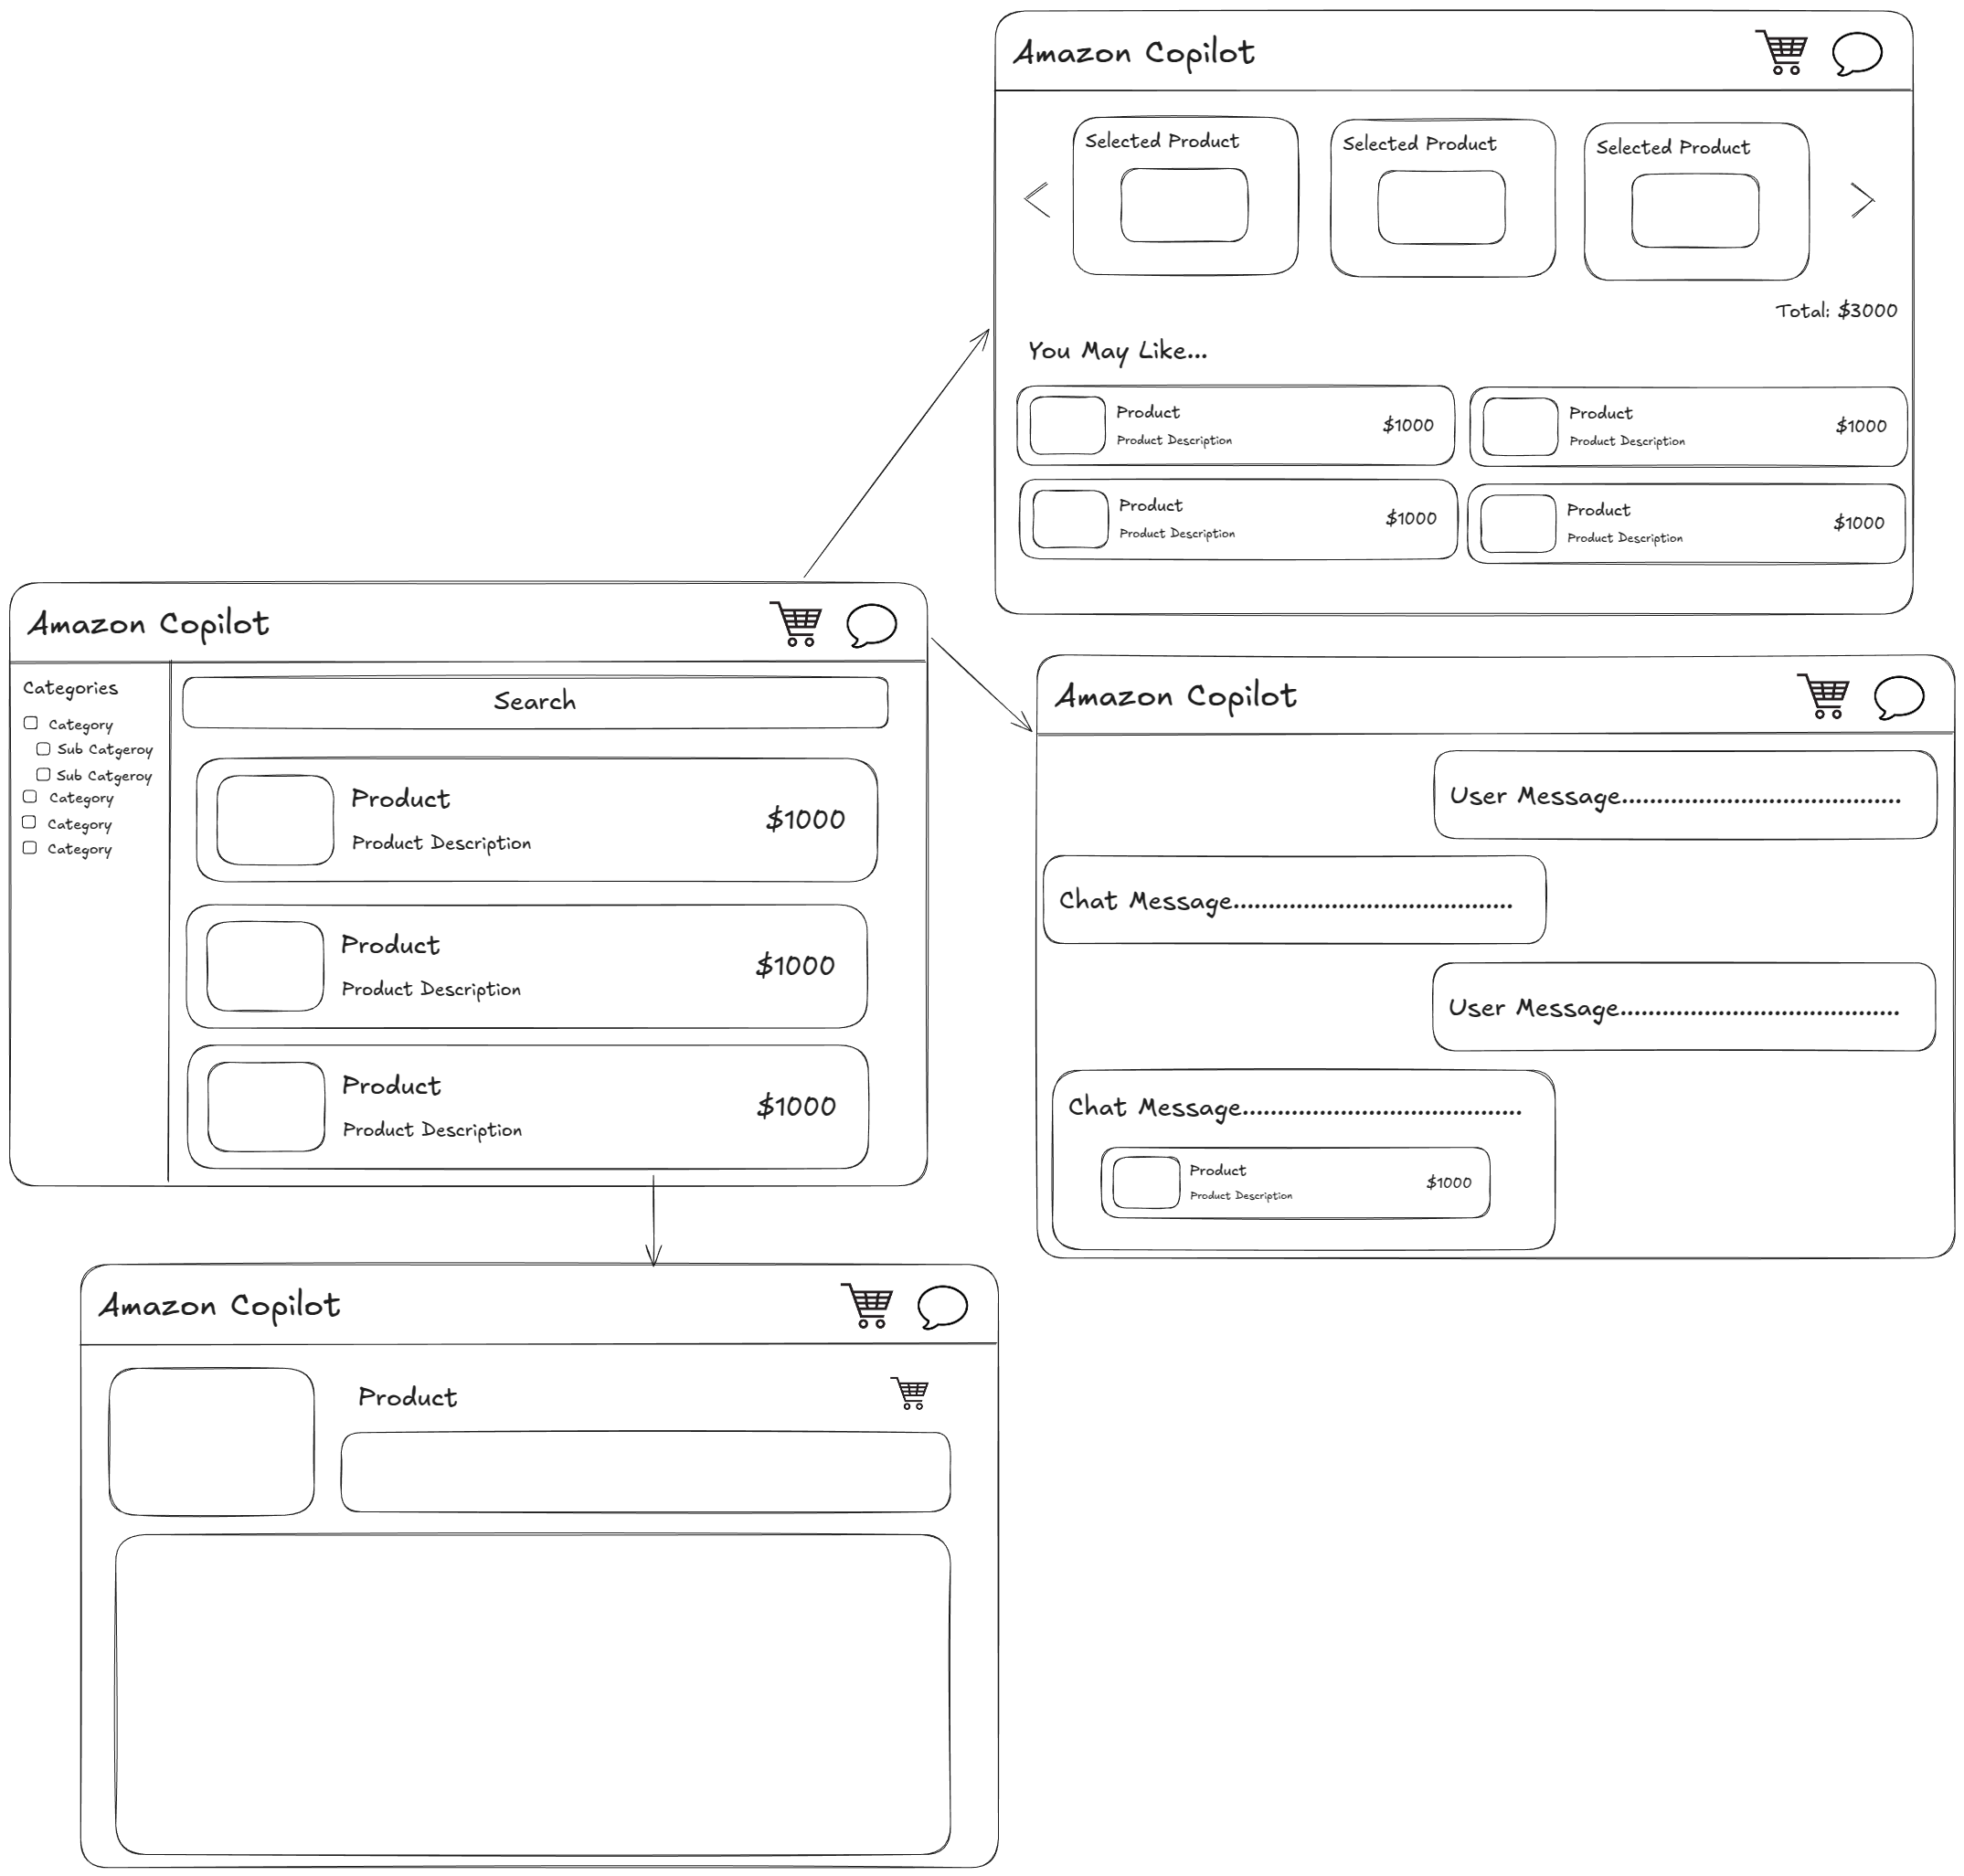 Amazon Copilot
Selected Product
Selected Product
Selected Product
Total: $3000
You May Like...
Product
Product Description
$1000
Product
Product Description
$1000
Product
Product Description
$1000
Product
Product Description
$1000
Amazon Copilot
Categories
Category
Sub Catgeroy
Sub Catgeroy
Category
Category
Category
Search
Product
Product Description
$1000
Product
Product Description
$1000
Product
Product Description
$1000
Amazon Copilot
User Message........................................
Chat Message........................................
User Message........................................
Chat Message........................................
Product
Product Description
$1000
Amazon Copilot
Product